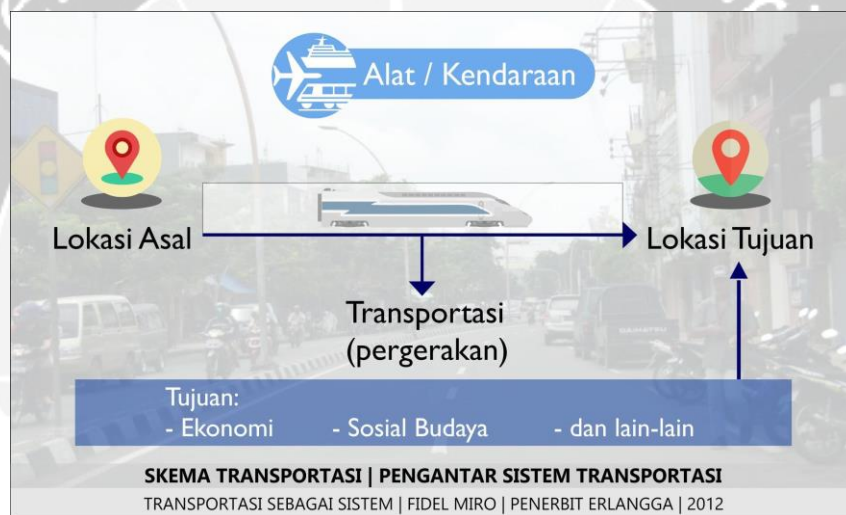 Alat / Kendaraan
Lokasi Asal
Lokasi Tujuan
Transportasi
(pergerakan)
Tujuan:
- Ekonomi - Sosial Budaya - dan lain-lain
SKEMA TRANSPORTASI | PENGANTAR SISTEM TRANSPORTASI
TRANSPORTASI SEBAGAI SISTEM | FIDEL MIRO | PENERBIT ERLANGGA | 2012